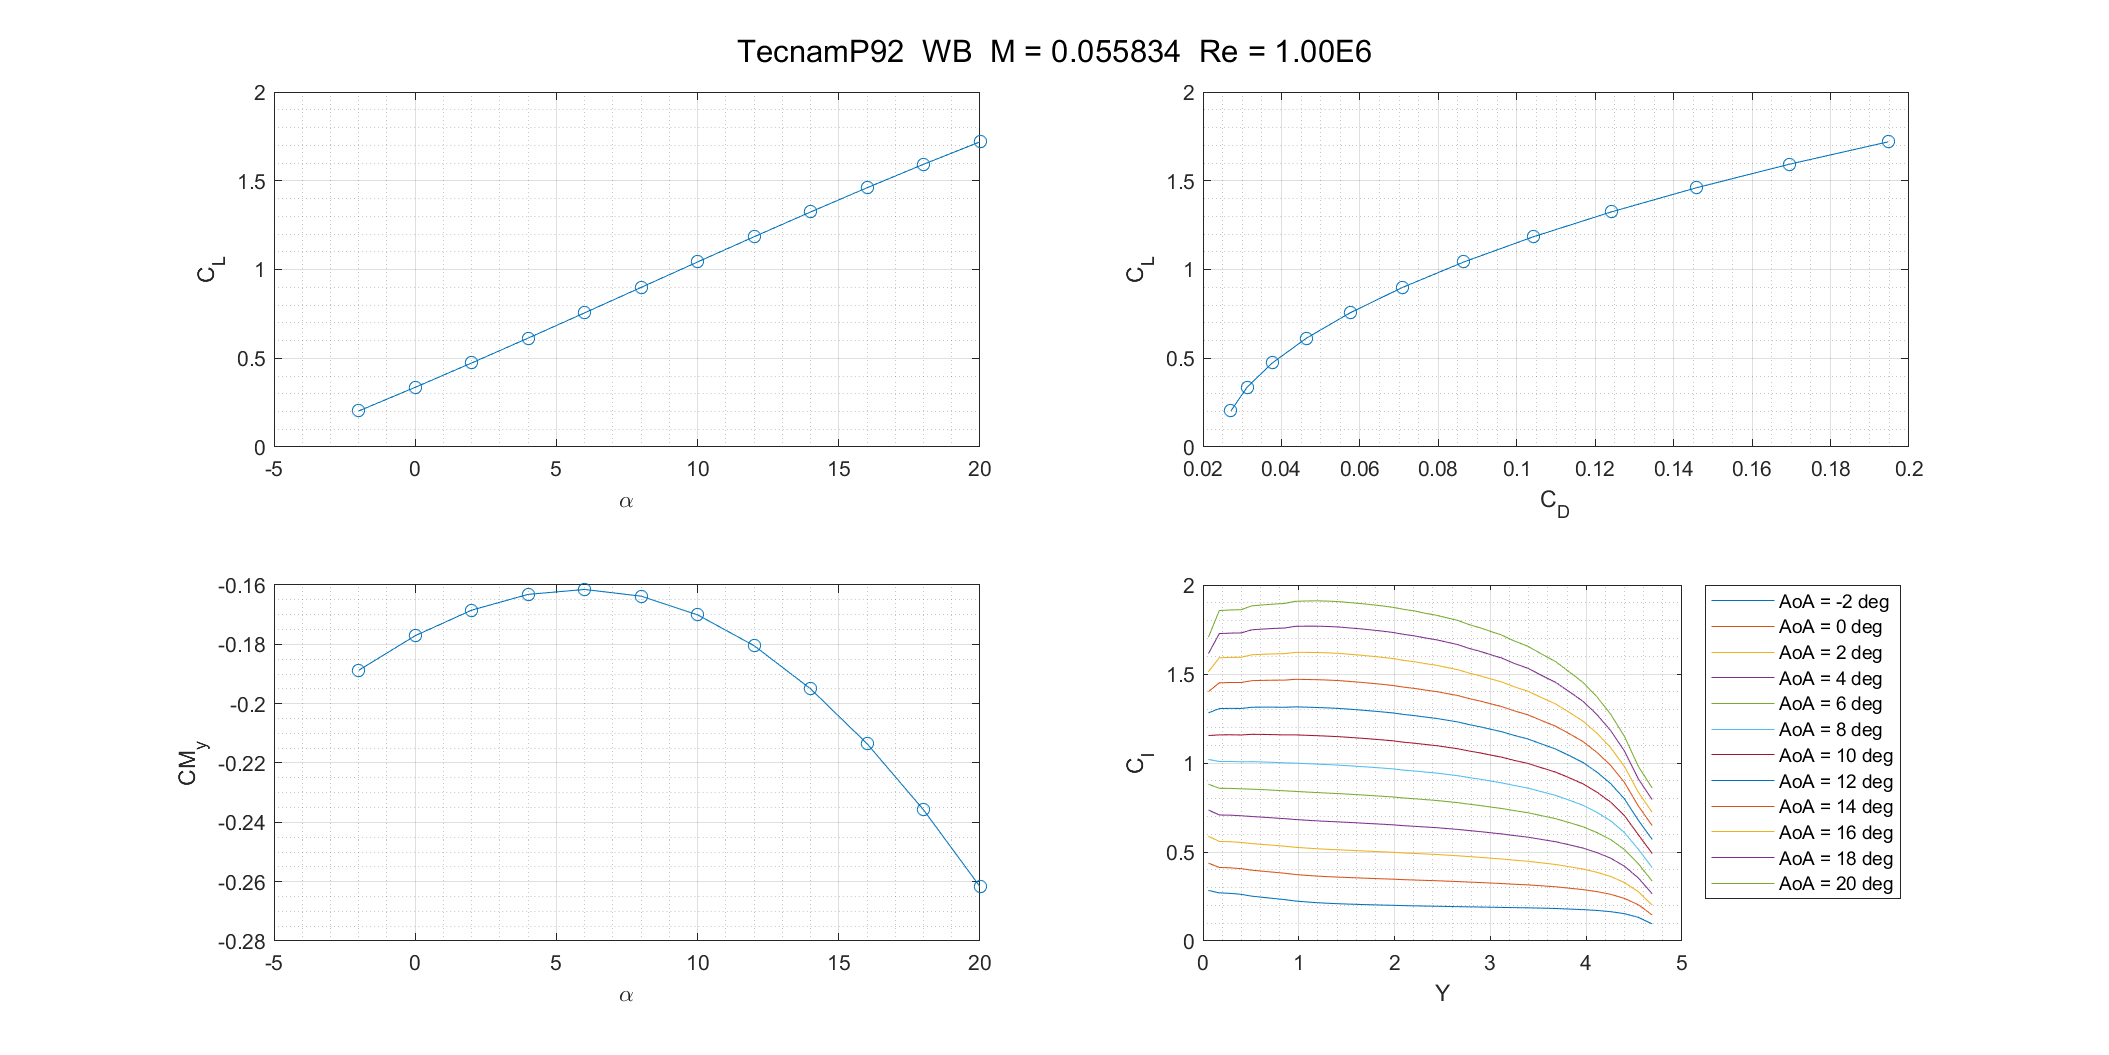 TecnamP92 WB M = 0.055834 Re = 1.00E6
2
1.5
1
0.5
0
C_L
-5 0 5 10 15 20
α
2
1.5
1
0.5
0
C_L
0.02 0.04 0.06 0.08 0.1 0.12 0.14 0.16 0.18 0.2
C_D
-0.16
-0.18
-0.2
-0.22
-0.24
-0.26
-0.28
CM_y
-5 0 5 10 15 20
α
2
1.5
1
0.5
0
C_l
0 1 2 3 4 5
Y
AoA = -2 deg
AoA = 0 deg
AoA = 2 deg
AoA = 4 deg
AoA = 6 deg
AoA = 8 deg
AoA = 10 deg
AoA = 12 deg
AoA = 14 deg
AoA = 16 deg
AoA = 18 deg
AoA = 20 deg